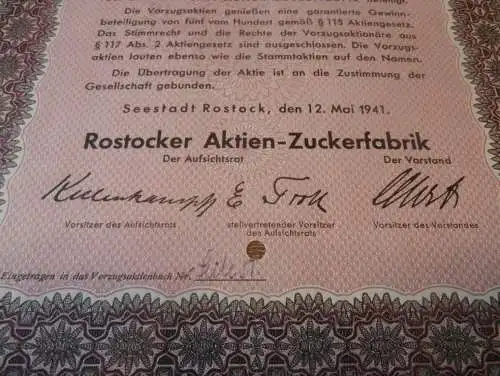 Die Vorzugsaktien genießen eine garantierte Gewinn-
beteiligung von fünf von Hundert gemäß § 115 Aktiengesetz.
Das Stimmrecht und die Rechte der Vorzugsaktionäre aus
§ 117 Abs. 2 Aktiengesetz sind ausgeschlossen. Die Vorzugs-
aktien lauten ebenso wie die Stammaktien auf den Namen.
Die Übertragung der Aktie ist an die Zustimmung der
Gesellschaft gebunden.
Seestadt Rostock, den 12. Mai 1941.
Rostocker Aktien-Zuckerfabrik
Der Aufsichtsrat Der Vorstand
E Troll
Vorsitzer des Aufsichtsrats stellvertretender Vorsitzer des Aufsichtsrats Vorsitzer des Vorstandes
Eingetragen in das Vorzugsaktienbuch Nr.